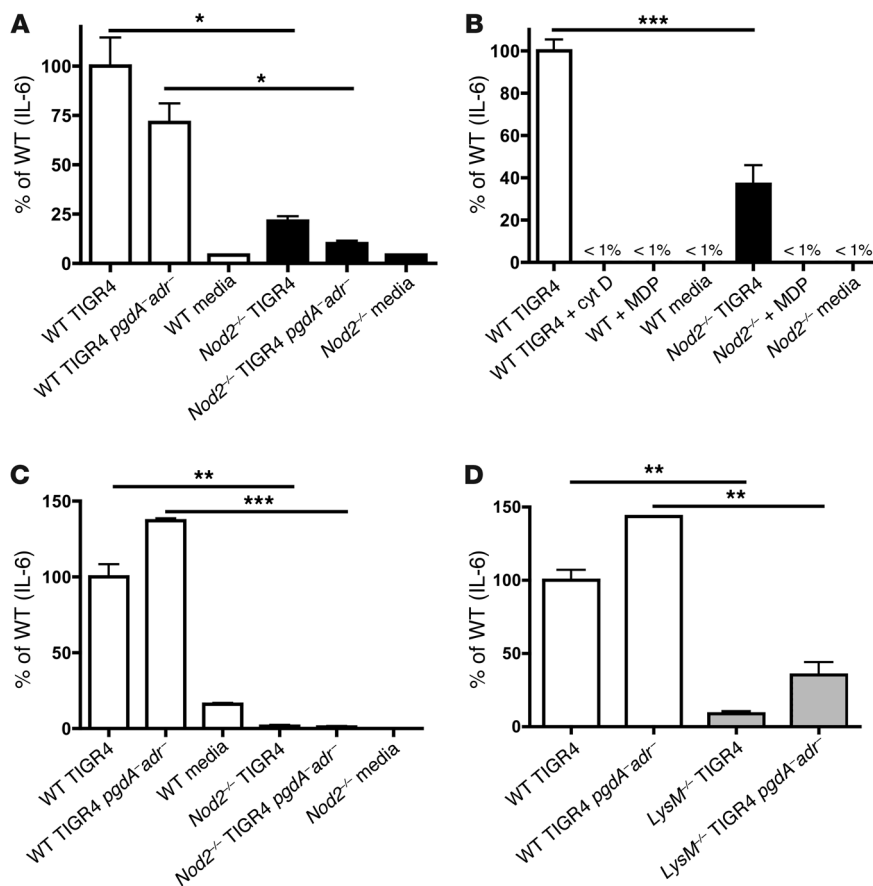 A
*
*
% of WT (IL-6)
100
75
50
25
0
WT TIGR4
WT TIGR4 pgdA⁻adr⁻
WT media
Nod2⁻/⁻ TIGR4
Nod2⁻/⁻ TIGR4 pgdA⁻adr⁻
Nod2⁻/⁻ media
B
***
% of WT (IL-6)
100
80
60
40
20
0
< 1%
< 1%
< 1%
< 1%
< 1%
WT TIGR4
WT TIGR4 + cyt D
WT + MDP
WT media
Nod2⁻/⁻ TIGR4
Nod2⁻/⁻ + MDP
Nod2⁻/⁻ media
C
**
***
% of WT (IL-6)
150
100
50
0
WT TIGR4
WT TIGR4 pgdA⁻adr⁻
WT media
Nod2⁻/⁻ TIGR4
Nod2⁻/⁻ TIGR4 pgdA⁻adr⁻
Nod2⁻/⁻ media
D
**
**
% of WT (IL-6)
150
100
50
0
WT TIGR4
WT TIGR4 pgdA⁻adr⁻
LysM⁻/⁻ TIGR4
LysM⁻/⁻ TIGR4 pgdA⁻adr⁻